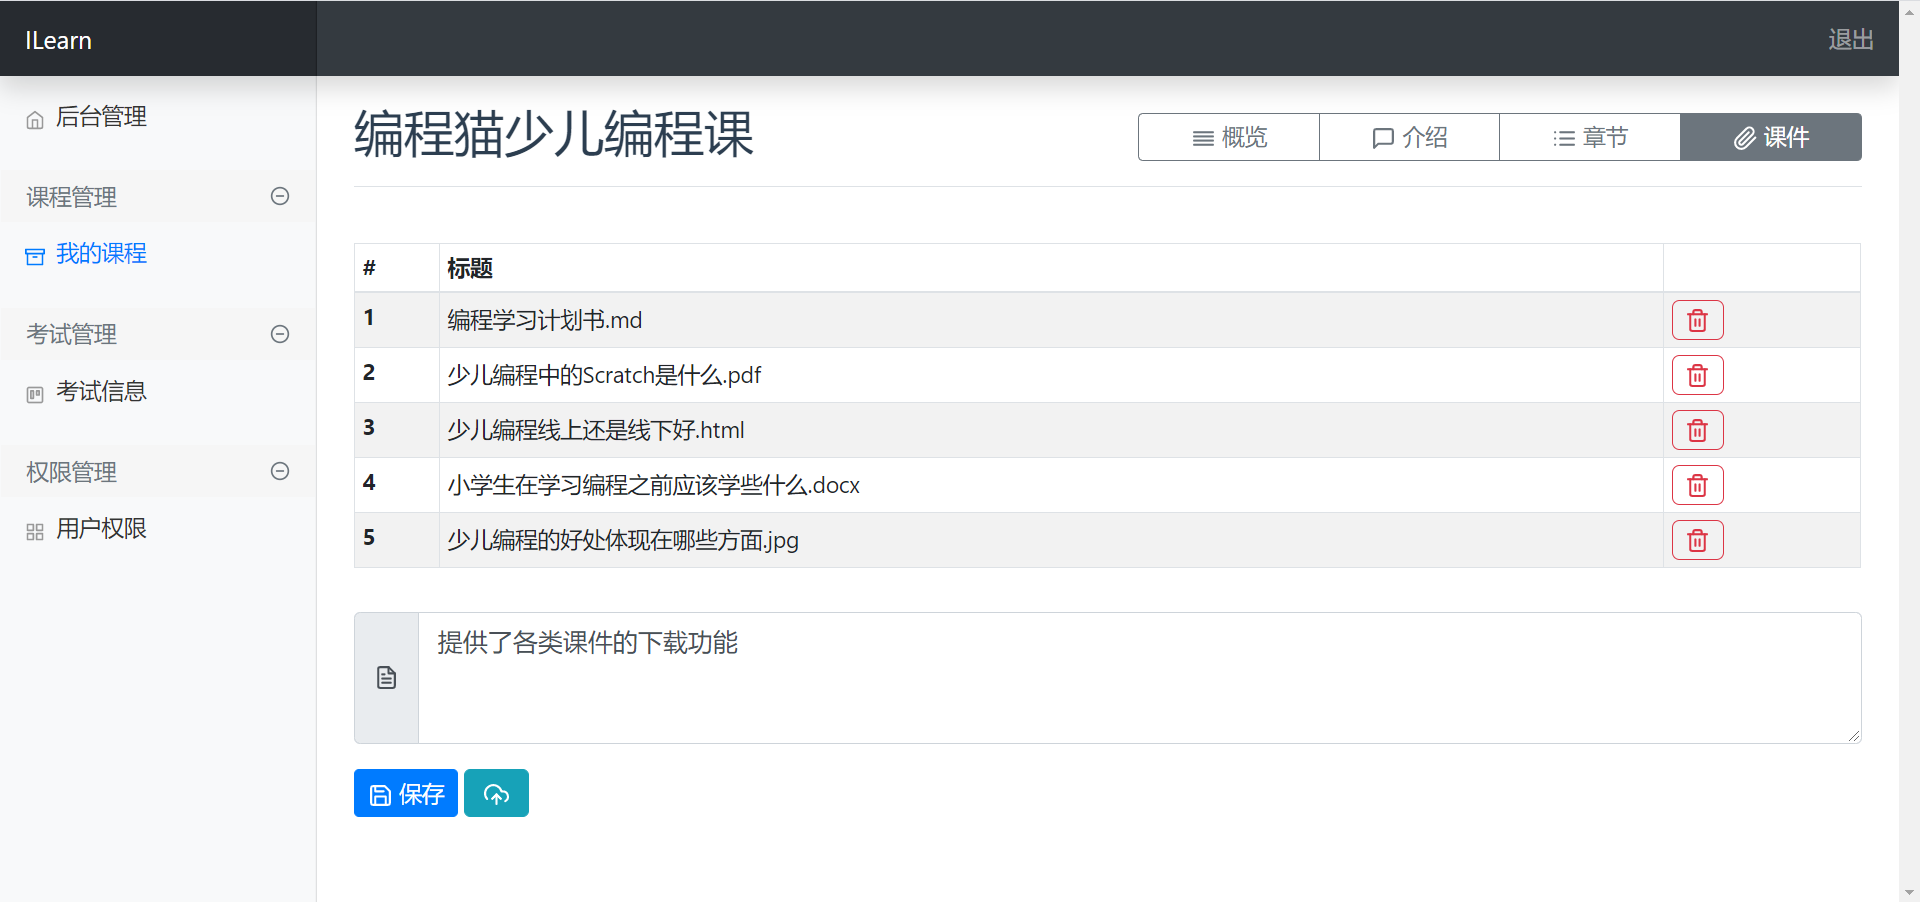 ILearn
退出
后台管理
课程管理
我的课程
考试管理
考试信息
权限管理
用户权限
编程猫少儿编程课
概览 介绍 章节 课件
# 标题
1 编程学习计划书.md
2 少儿编程中的Scratch是什么.pdf
3 少儿编程线上还是线下好.html
4 小学生在学习编程之前应该学些什么.docx
5 少儿编程的好处体现在哪些方面.jpg
提供了各类课件的下载功能
保存